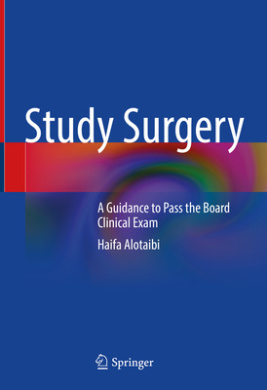 Study Surgery
A Guidance to Pass the Board
Clinical Exam
Haifa Alotaibi
Springer